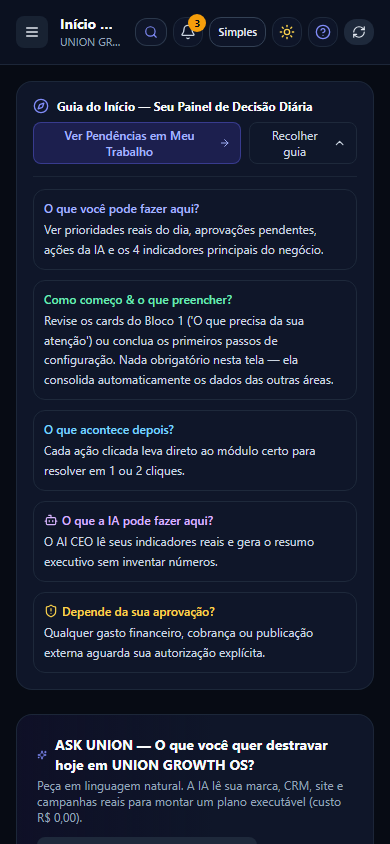 Início ...
UNION GR...
3
Simples
Guia do Início — Seu Painel de Decisão Diária
Ver Pendências em Meu
Trabalho
Recolher
guia
O que você pode fazer aqui?
Ver prioridades reais do dia, aprovações pendentes,
ações da IA e os 4 indicadores principais do negócio.
Como começo & o que preencher?
Revise os cards do Bloco 1 ('O que precisa da sua
atenção') ou conclua os primeiros passos de
configuração. Nada obrigatório nesta tela — ela
consolida automaticamente os dados das outras áreas.
O que acontece depois?
Cada ação clicada leva direto ao módulo certo para
resolver em 1 ou 2 cliques.
O que a IA pode fazer aqui?
O AI CEO lê seus indicadores reais e gera o resumo
executivo sem inventar números.
Depende da sua aprovação?
Qualquer gasto financeiro, cobrança ou publicação
externa aguarda sua autorização explícita.
ASK UNION — O que você quer destravar
hoje em UNION GROWTH OS?
Peça em linguagem natural. A IA lê sua marca, CRM, site e
campanhas reais para montar um plano executável (custo
R$ 0,00).